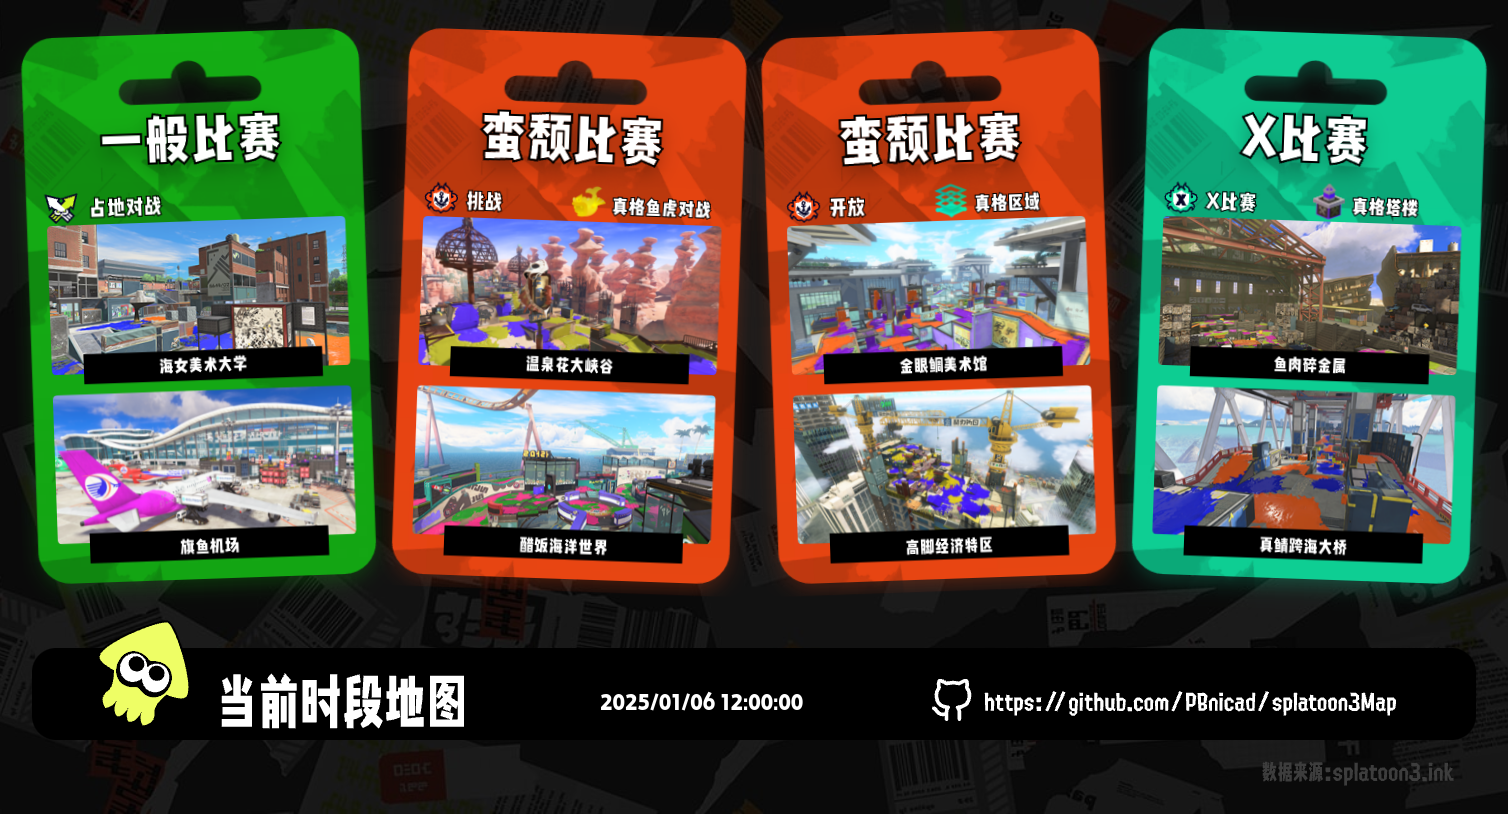 一般比赛
占地对战
海女美术大学
旗鱼机场
蛮颓比赛
挑战
真格鱼虎对战
温泉花大峡谷
醋饭海洋世界
蛮颓比赛
开放
真格区域
金眼鲷美术馆
高脚经济特区
X比赛
X比赛
真格塔楼
鱼肉碎金属
真鲭跨海大桥
当前时段地图
2025/01/06 12:00:00
https://github.com/PBnicad/splatoon3Map
数据来源:splatoon3.ink